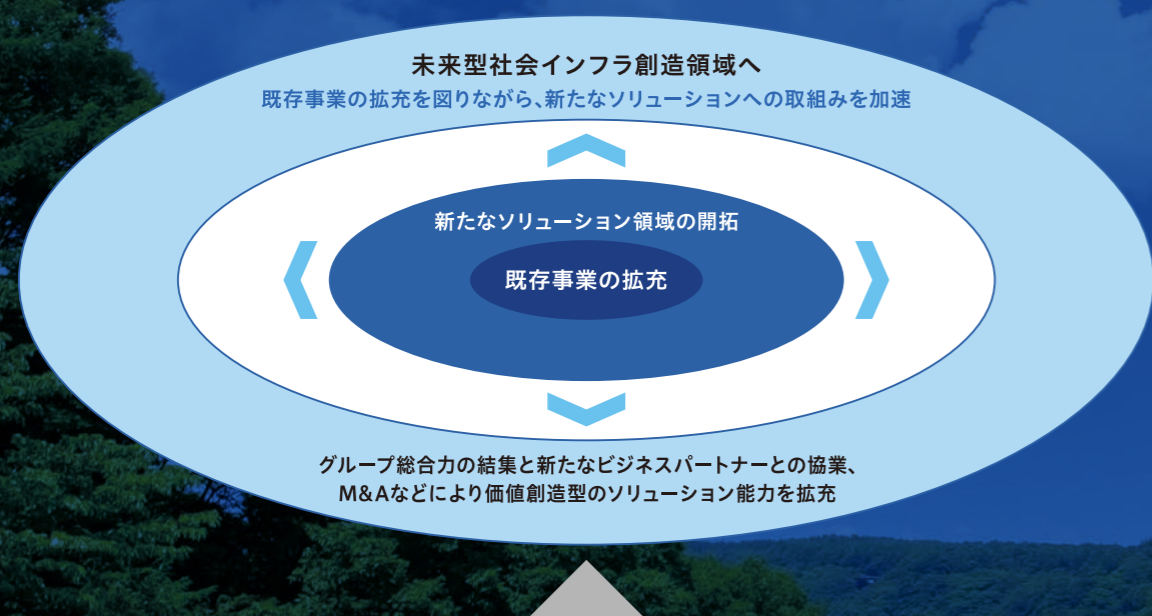 未来型社会インフラ創造領域へ
既存事業の拡充を図りながら、新たなソリューションへの取組みを加速
新たなソリューション領域の開拓
既存事業の拡充
グループ総合力の結集と新たなビジネスパートナーとの協業、
M&Aなどにより価値創造型のソリューション能力を拡充